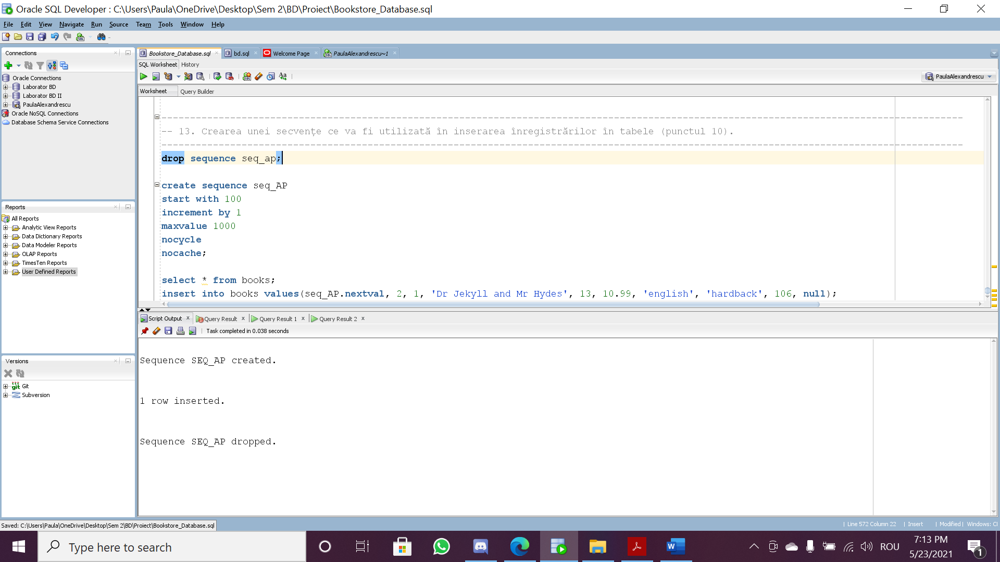 Oracle SQL Developer : C:\Users\Paula\OneDrive\Desktop\Sem 2\BD\Proiect\Bookstore_Database.sql
File Edit View Navigate Run Source Team Tools Window Help
Connections
Oracle Connections
Laborator BD
Laborator BD II
PaulaAlexandrescu
Oracle NoSQL Connections
Database Schema Service Connections
Reports
All Reports
Analytic View Reports
Data Dictionary Reports
Data Modeler Reports
OLAP Reports
TimesTen Reports
User Defined Reports
Versions
Git
Subversion
Bookstore_Database.sql bd.sql Welcome Page PaulaAlexandrescu~1
SQL Worksheet History
PaulaAlexandrescu
Worksheet Query Builder
-- 13. Crearea unei secvențe ce va fi utilizată în inserarea înregistrărilor în tabele (punctul 10).
drop sequence seq_ap;
create sequence seq_AP
start with 100
increment by 1
maxvalue 1000
nocycle
nocache;
select * from books;
insert into books values(seq_AP.nextval, 2, 1, 'Dr Jekyll and Mr Hydes', 13, 10.99, 'english', 'hardback', 106, null);
Script Output Query Result Query Result 1 Query Result 2
Task completed in 0.038 seconds
Sequence SEQ_AP created.
1 row inserted.
Sequence SEQ_AP dropped.
Saved: C:\Users\Paula\OneDrive\Desktop\Sem 2\BD\Proiect\Bookstore_Database.sql
Line 572 Column 22 | Insert | Modified | Windows: Cl
Type here to search
ROU
7:13 PM
5/23/2021
1